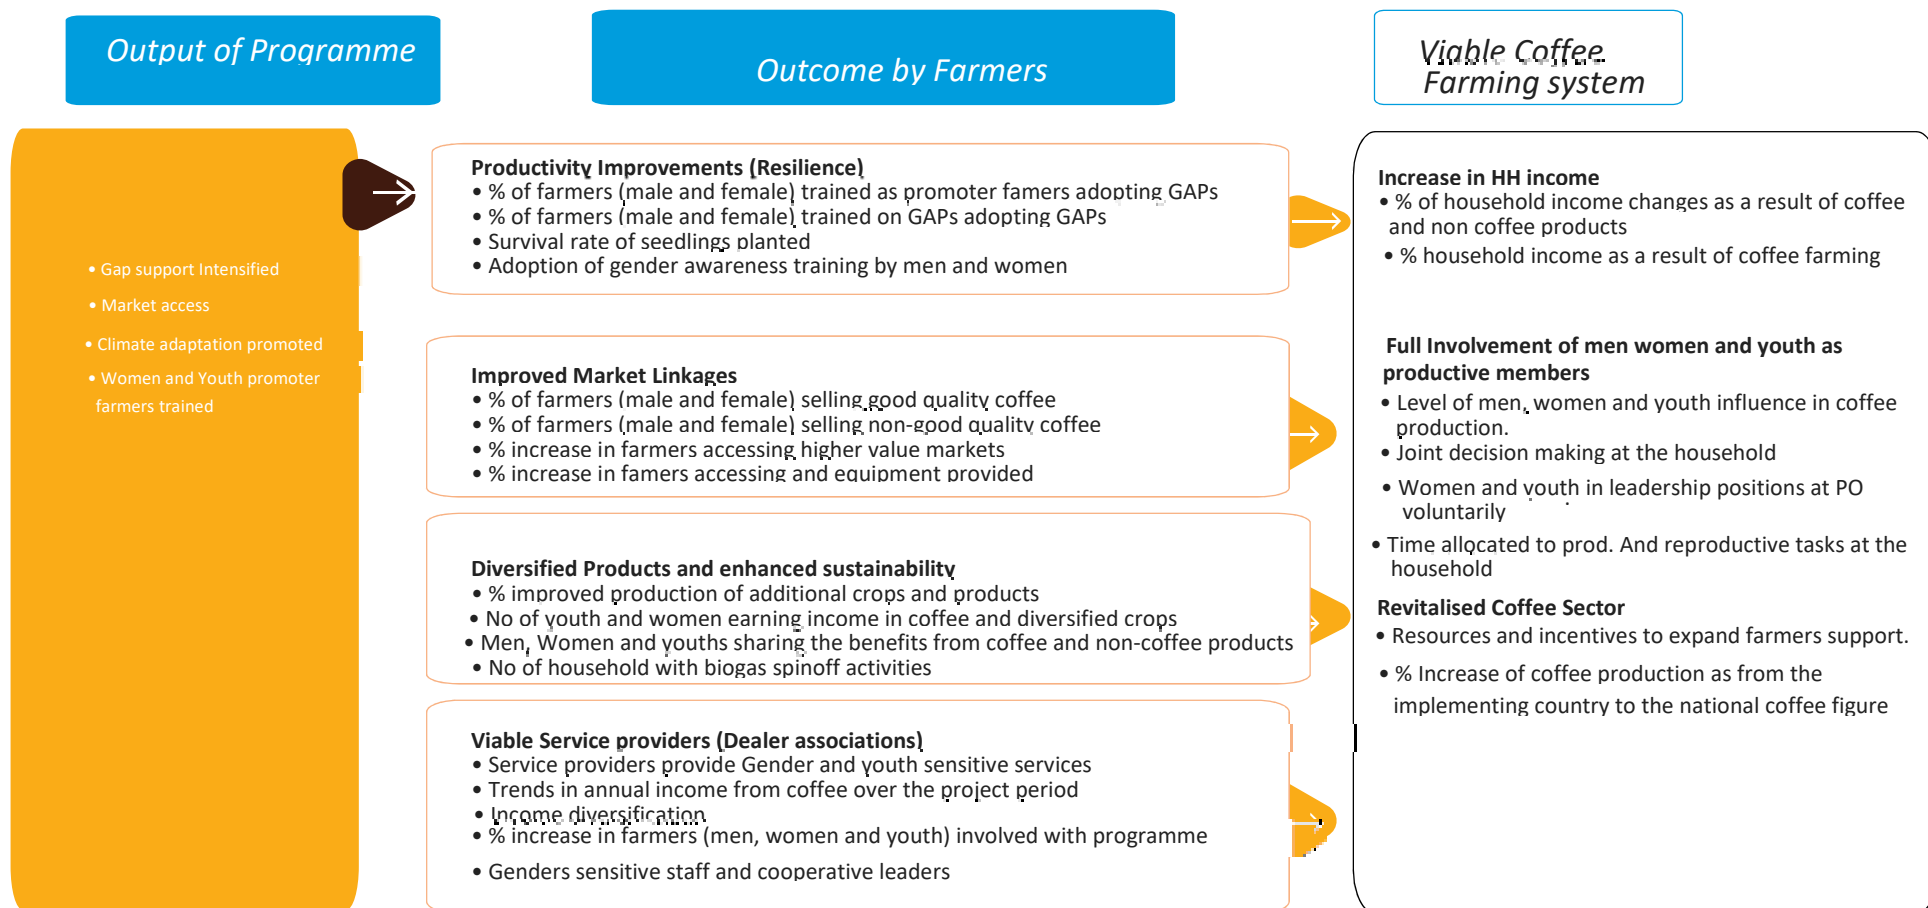 Output of Programme
Outcome by Farmers
Viable Coffee
Farming system
• Gap support Intensified
• Market access
• Climate adaptation promoted
• Women and Youth promoter
farmers trained
Productivity Improvements (Resilience)
• % of farmers (male and female) trained as promoter famers adopting GAPs
• % of farmers (male and female) trained on GAPs adopting GAPs
• Survival rate of seedlings planted
• Adoption of gender awareness training by men and women
Improved Market Linkages
• % of farmers (male and female) selling good quality coffee
• % of farmers (male and female) selling non-good quality coffee
• % increase in farmers accessing higher value markets
• % increase in famers accessing and equipment provided
Diversified Products and enhanced sustainability
• % improved production of additional crops and products
• No of youth and women earning income in coffee and diversified crops
• Men, Women and youths sharing the benefits from coffee and non-coffee products
• No of household with biogas spinoff activities
Viable Service providers (Dealer associations)
• Service providers provide Gender and youth sensitive services
• Trends in annual income from coffee over the project period
• Income diversification
• % increase in farmers (men, women and youth) involved with programme
• Genders sensitive staff and cooperative leaders
Increase in HH income
• % of household income changes as a result of coffee
and non coffee products
• % household income as a result of coffee farming
Full Involvement of men women and youth as
productive members
• Level of men, women and youth influence in coffee
production.
• Joint decision making at the household
• Women and youth in leadership positions at PO
voluntarily
• Time allocated to prod. And reproductive tasks at the
household
Revitalised Coffee Sector
• Resources and incentives to expand farmers support.
• % Increase of coffee production as from the
implementing country to the national coffee figure